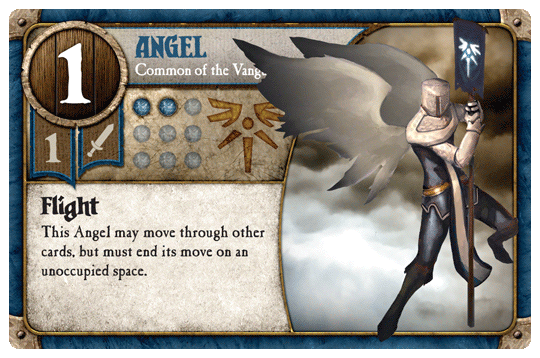 1
ANGEL
Common of the
1
Flight
This Angel may move through other
cards, but must end its move on an
unoccupied space.